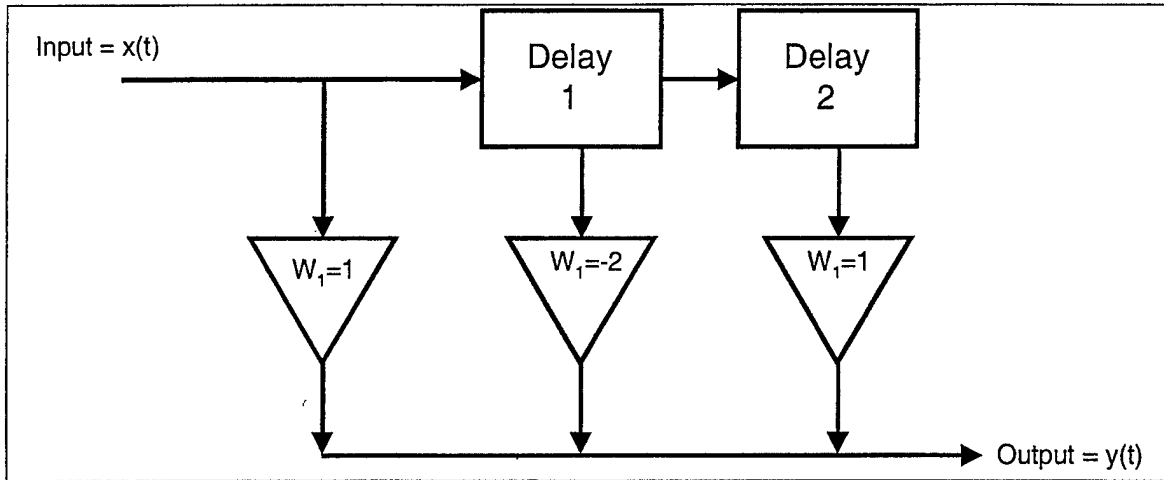 Input = x(t)
Delay
1
Delay
2
W₁=1
W₁=-2
W₁=1
Output = y(t)